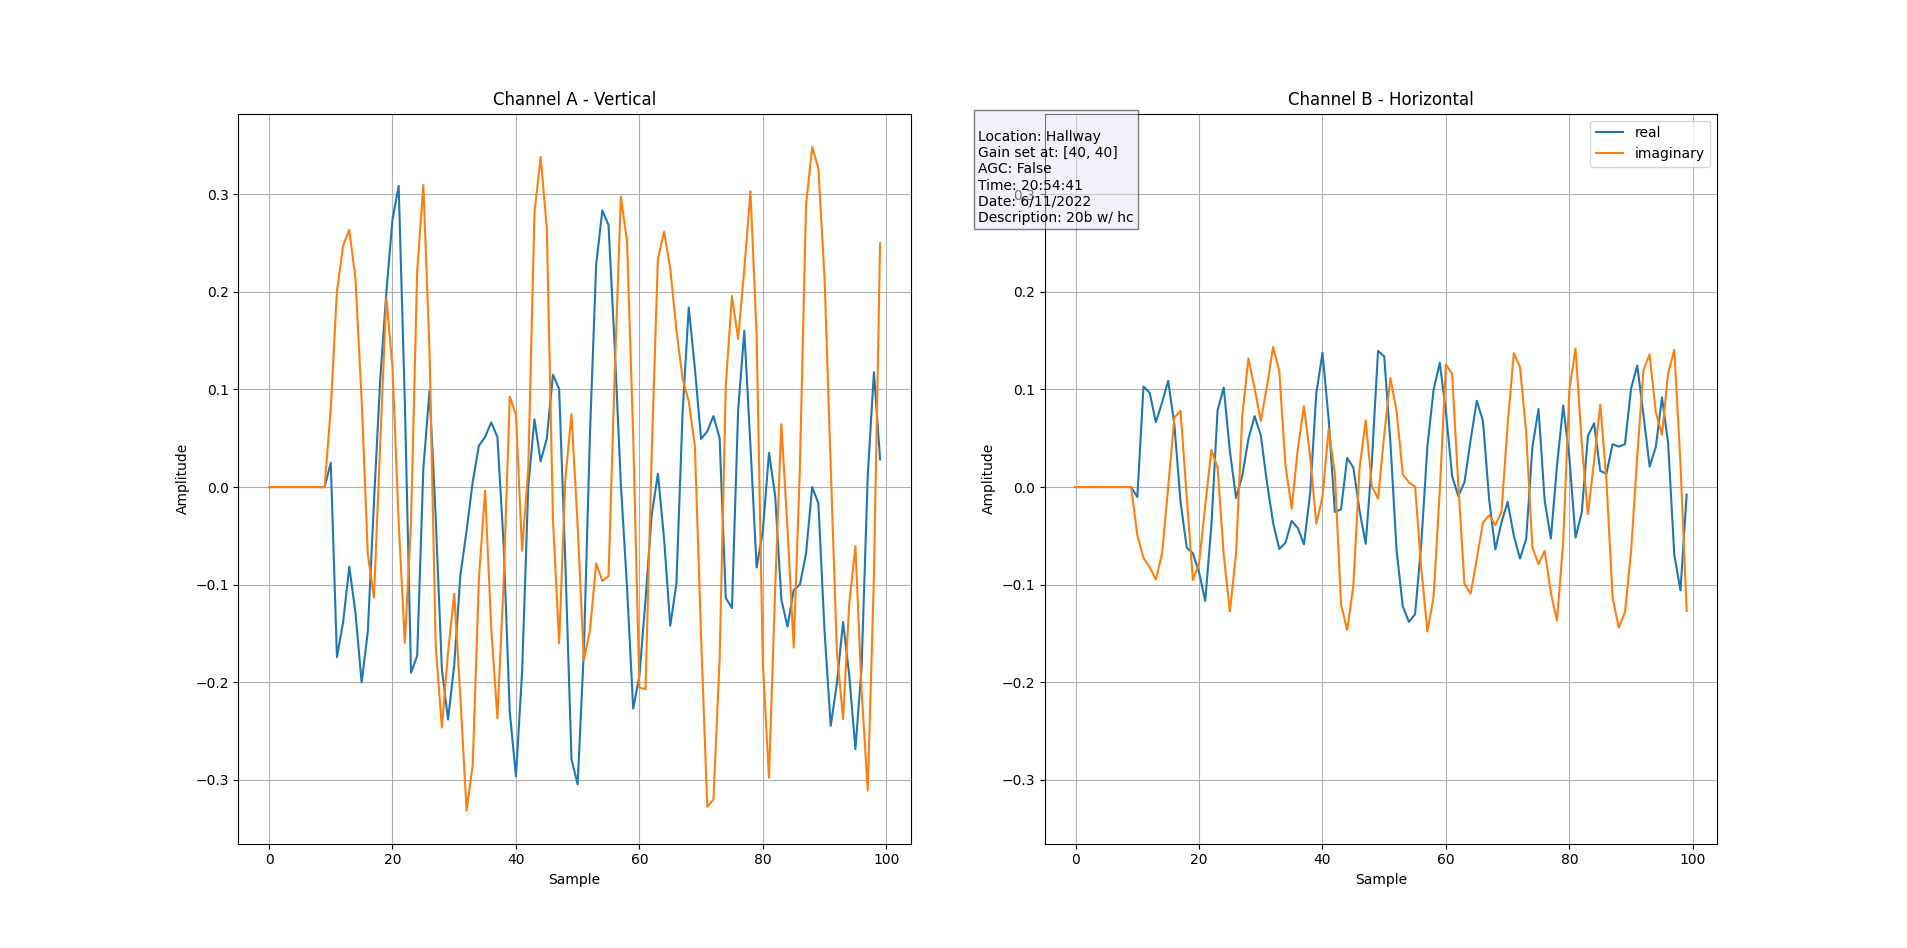 Channel A - Vertical
Amplitude
0.3
0.2
0.1
0.0
−0.1
−0.2
−0.3
0
20
40
60
80
100
Sample
Channel B - Horizontal
Location: Hallway
Gain set at: [40, 40]
AGC: False
Time: 20:54:41
Date: 6/11/2022
Description: 20b w/ hc
real
imaginary
Amplitude
0.3
0.2
0.1
0.0
−0.1
−0.2
−0.3
0
20
40
60
80
100
Sample